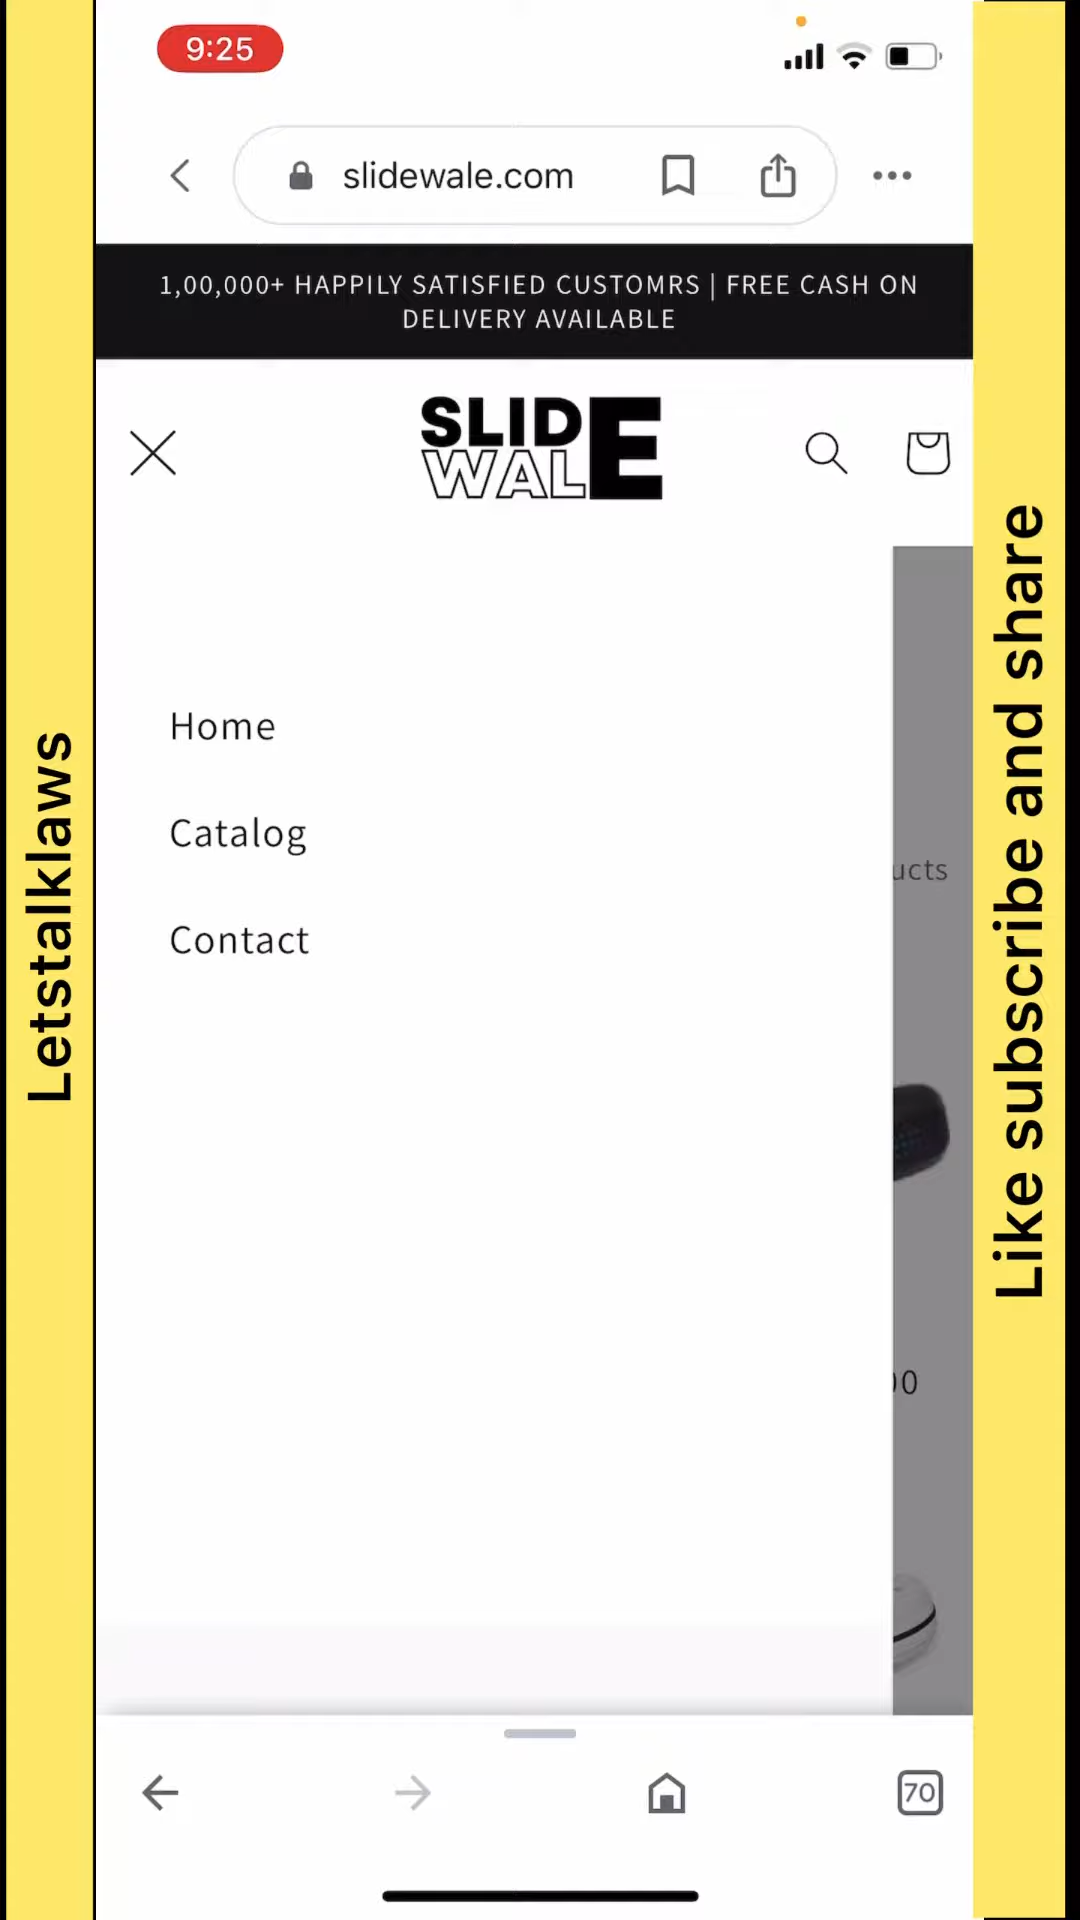 9:25
slidewale.com
1,00,000+ HAPPILY SATISFIED CUSTOMRS | FREE CASH ON
DELIVERY AVAILABLE
SLIDE
WALE
Home
Catalog
Contact
ucts
00
70
Letstalklaws
Like subscribe and share